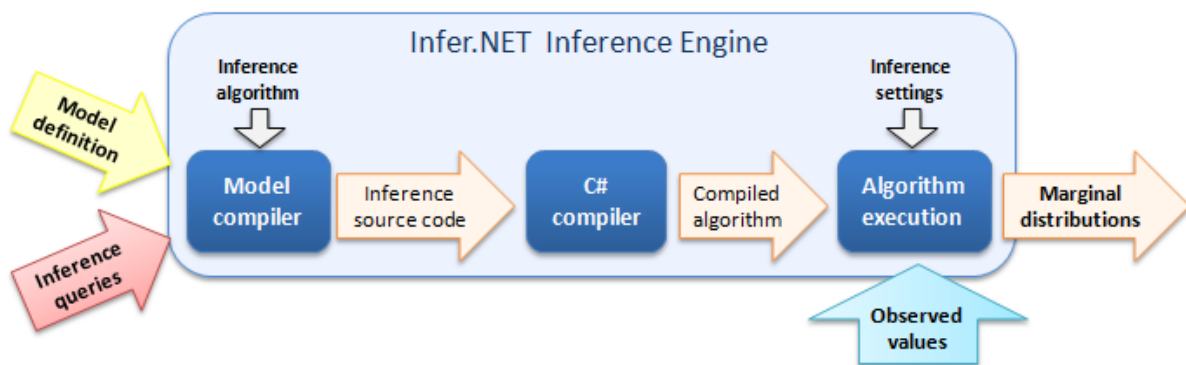 Infer.NET Inference Engine
Inference
algorithm
Inference
settings
Model
definition
Model
compiler
Inference
source code
C#
compiler
Compiled
algorithm
Algorithm
execution
Marginal
distributions
Inference
queries
Observed
values